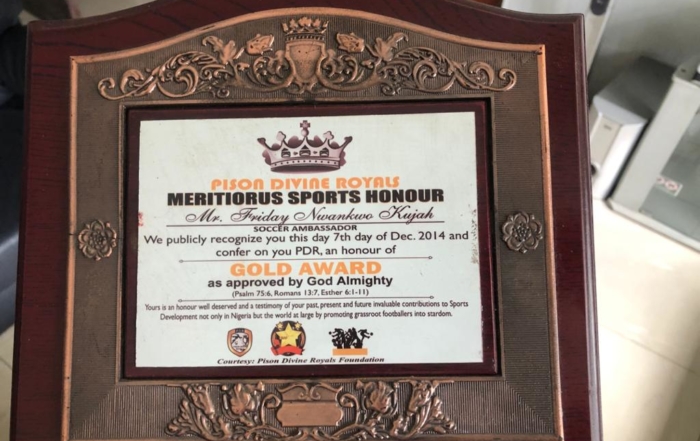 PISON DIVINE ROYALS
MERITIORUS SPORTS HONOUR
Mr. Friday Nwankwo Kujah
SOCCER AMBASSADOR
We publicly recognize you this day 7th day of Dec. 2014 and
confer on you PDR, an honour of
GOLD AWARD
as approved by God Almighty
(Psalm 75:6, Romans 13:7, Esther 6:1-11)
Yours is an honour well deserved and a testimony of your past, present and future invaluable contributions to Sports
Development not only in Nigeria but the world at large by promoting grassroot footballers into stardom.
Courtesy: Pison Divine Royals Foundation